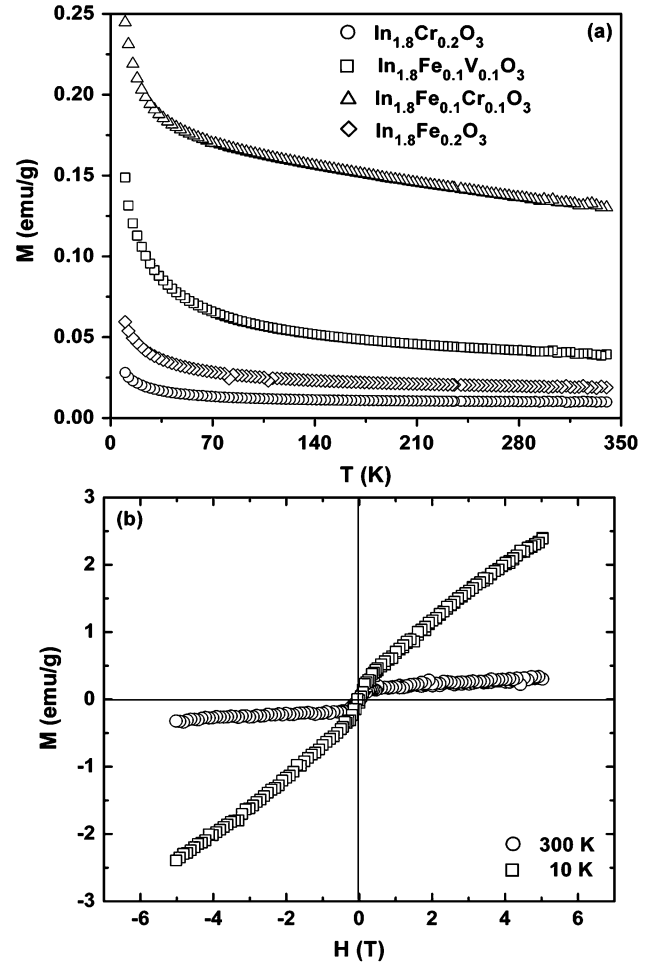 0.25
(a)
In1.8Cr0.2O3
In1.8Fe0.1V0.1O3
In1.8Fe0.1Cr0.1O3
In1.8Fe0.2O3
0.20
0.15
0.10
0.05
0.00
M (emu/g)
0 70 140 210 280 350
T (K)
3
(b)
2
1
0
-1
-2
-3
M (emu/g)
300 K
10 K
-6 -4 -2 0 2 4 6
H (T)